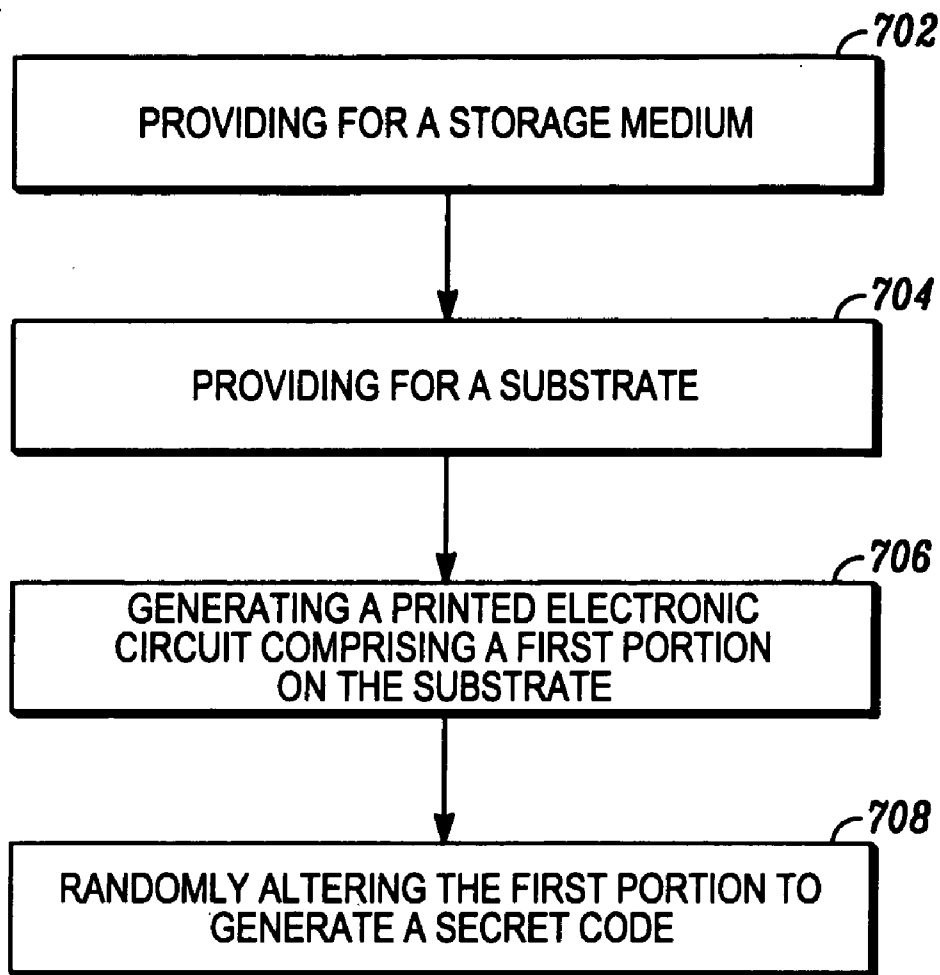 702
PROVIDING FOR A STORAGE MEDIUM
704
PROVIDING FOR A SUBSTRATE
706
GENERATING A PRINTED ELECTRONIC
CIRCUIT COMPRISING A FIRST PORTION
ON THE SUBSTRATE
708
RANDOMLY ALTERING THE FIRST PORTION TO
GENERATE A SECRET CODE